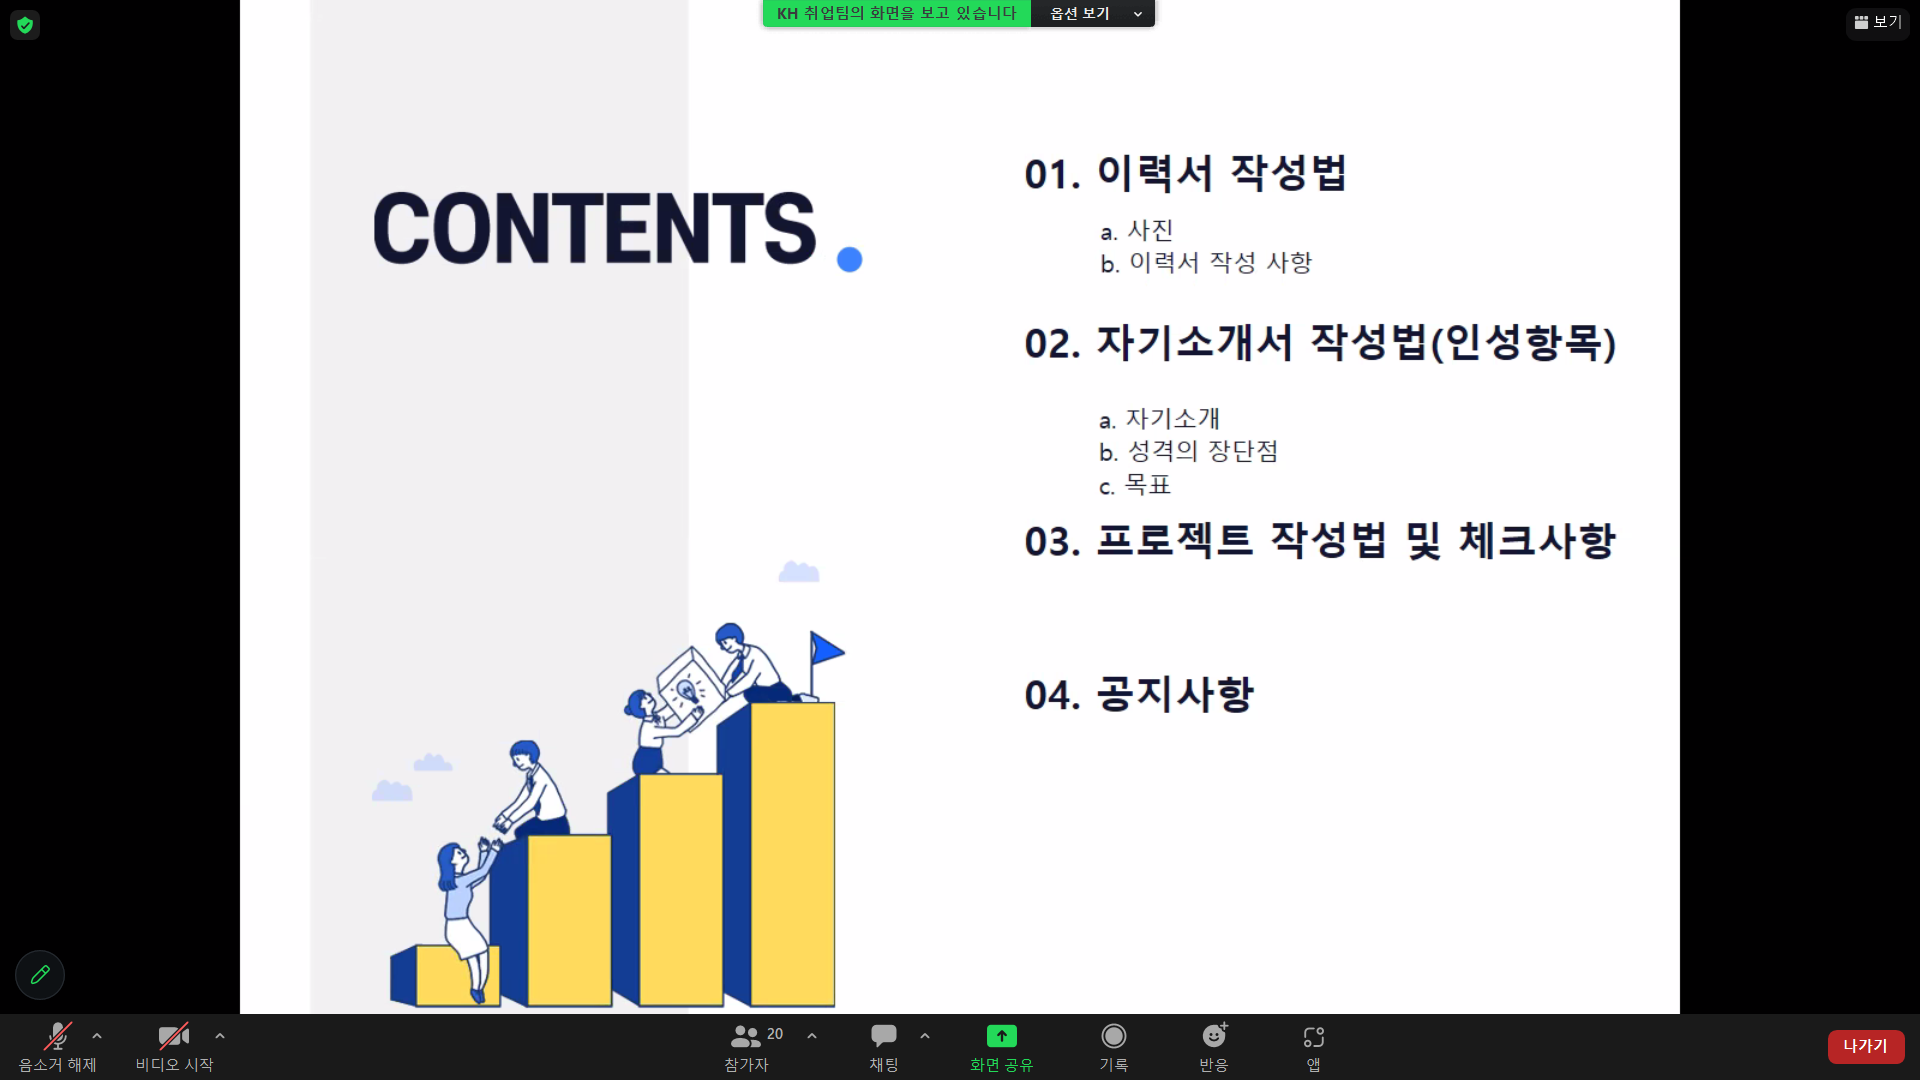 KH 취업팀의 화면을 보고 있습니다
옵션 보기
보기
CONTENTS.
01. 이력서 작성법
a. 사진
b. 이력서 작성 사항
02. 자기소개서 작성법(인성항목)
a. 자기소개
b. 성격의 장단점
c. 목표
03. 프로젝트 작성법 및 체크사항
04. 공지사항
음소거 해제
비디오 시작
20
참가자
채팅
화면 공유
기록
반응
앱
나가기